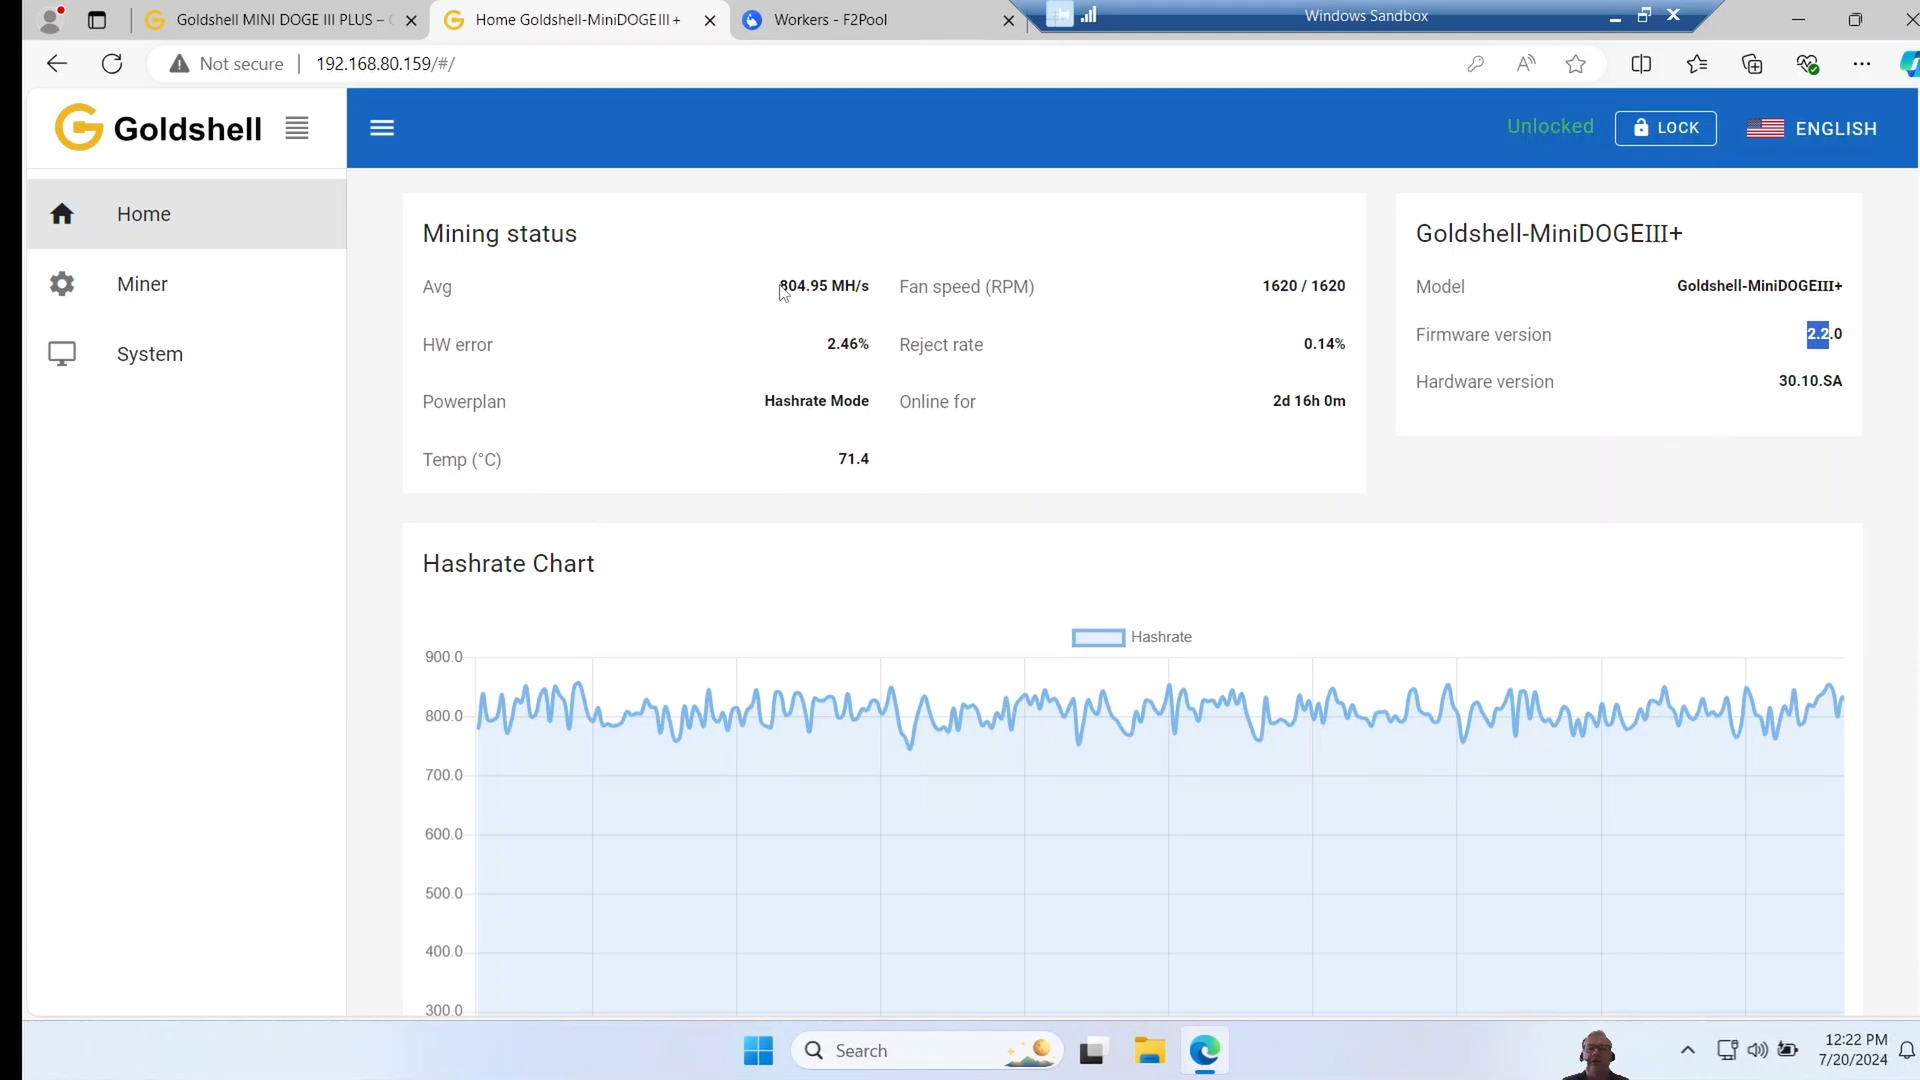 Goldshell MINI DOGE III PLUS –
Home Goldshell-MiniDOGEⅢ+
Workers - F2Pool
Windows Sandbox
Not secure
192.168.80.159/#/
Goldshell
Unlocked
LOCK
ENGLISH
Home
Miner
System
Mining status
Avg 804.95 MH/s Fan speed (RPM) 1620 / 1620
HW error 2.46% Reject rate 0.14%
Powerplan Hashrate Mode Online for 2d 16h 0m
Temp (°C) 71.4
Goldshell-MiniDOGEⅢ+
Model Goldshell-MiniDOGEⅢ+
Firmware version 2.2.0
Hardware version 30.10.SA
Hashrate Chart
Hashrate
900.0
800.0
700.0
600.0
500.0
400.0
300.0
Search
12:22 PM
7/20/2024